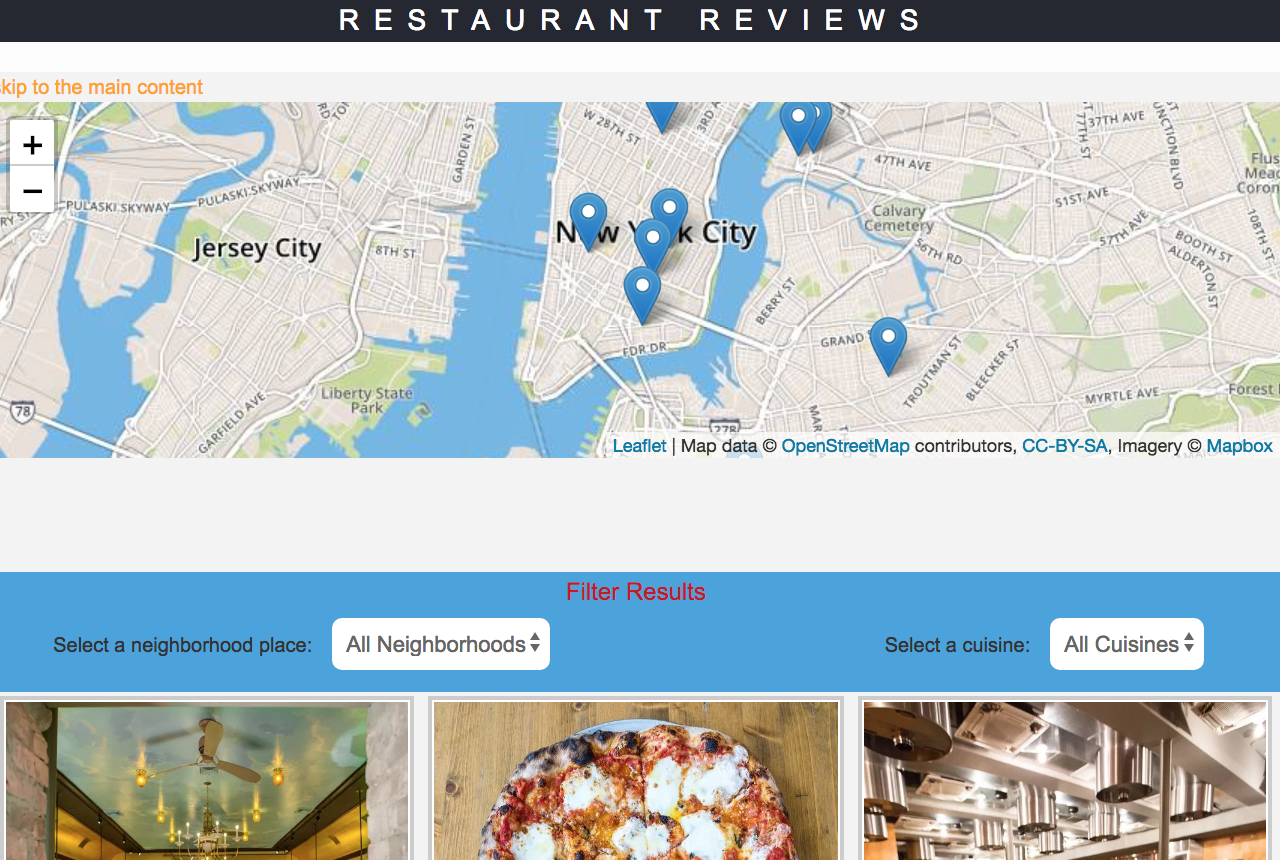 RESTAURANT REVIEWS
skip to the main content
+
−
W 28TH ST
3RD
GARDEN ST
37TH AVE
77TH ST
JUNCTION BLVD
47TH AVE
PULASKI SKYWAY
PULASKI SKYWAY
51ST AVE
Calvary
Cemetery
Jersey City
8TH ST
New York City
56TH RD
57TH AVE
BOOTH ST
ALDERTON ST
108TH ST
BERRY ST
GRAND
FDR DR
TROUTMAN ST
BLEECKER ST
MYRTLE AVE
Forest
Liberty State
Park
78
GARFIELD AVE
278
Leaflet | Map data © OpenStreetMap contributors, CC-BY-SA, Imagery © Mapbox
Filter Results
Select a neighborhood place: All Neighborhoods Select a cuisine: All Cuisines